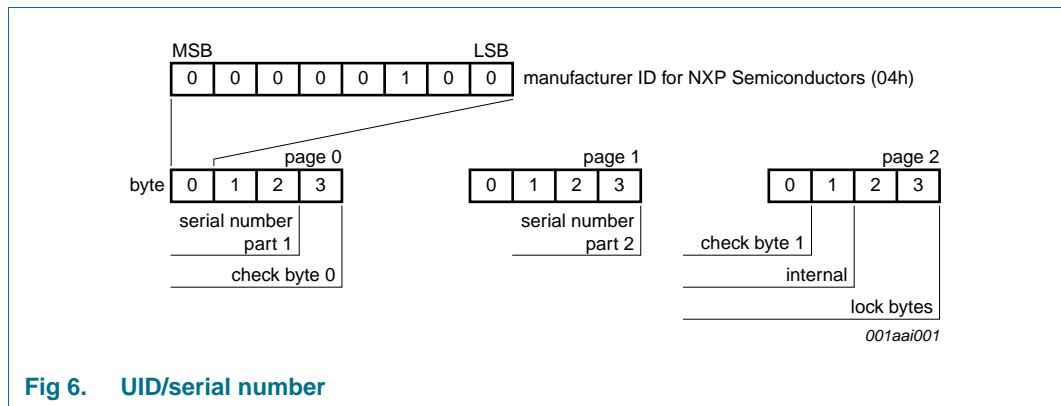 MSB LSB
0 0 0 0 0 1 0 0 manufacturer ID for NXP Semiconductors (04h)
page 0 page 1 page 2
byte 0 1 2 3 0 1 2 3 0 1 2 3
serial number
part 1
check byte 0
serial number
part 2
check byte 1
internal
lock bytes
001aai001
Fig 6. UID/serial number